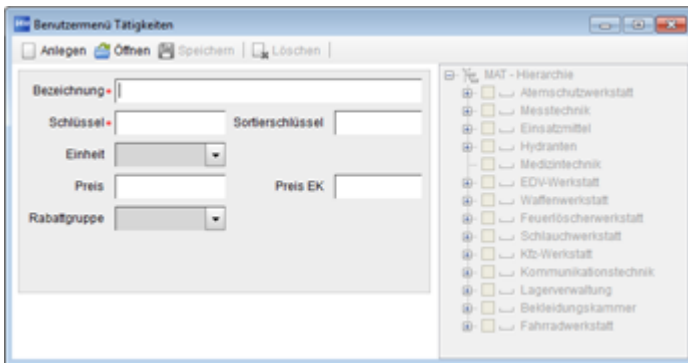 Benutzermenü Tätigkeiten
Anlegen Öffnen Speichern Löschen
Bezeichnung*
Schlüssel* Sortierschlüssel
Einheit
Preis Preis EK
Rabattgruppe
MAT - Hierarchie
Atemschutzwerkstatt
Messtechnik
Einsatzmittel
Hydranten
Medizintechnik
EDV-Werkstatt
Waffenwerkstatt
Feuerlöscherwerkstatt
Schlauchwerkstatt
Kfz-Werkstatt
Kommunikationstechnik
Lagerverwaltung
Bekleidungskammer
Fahrradwerkstatt